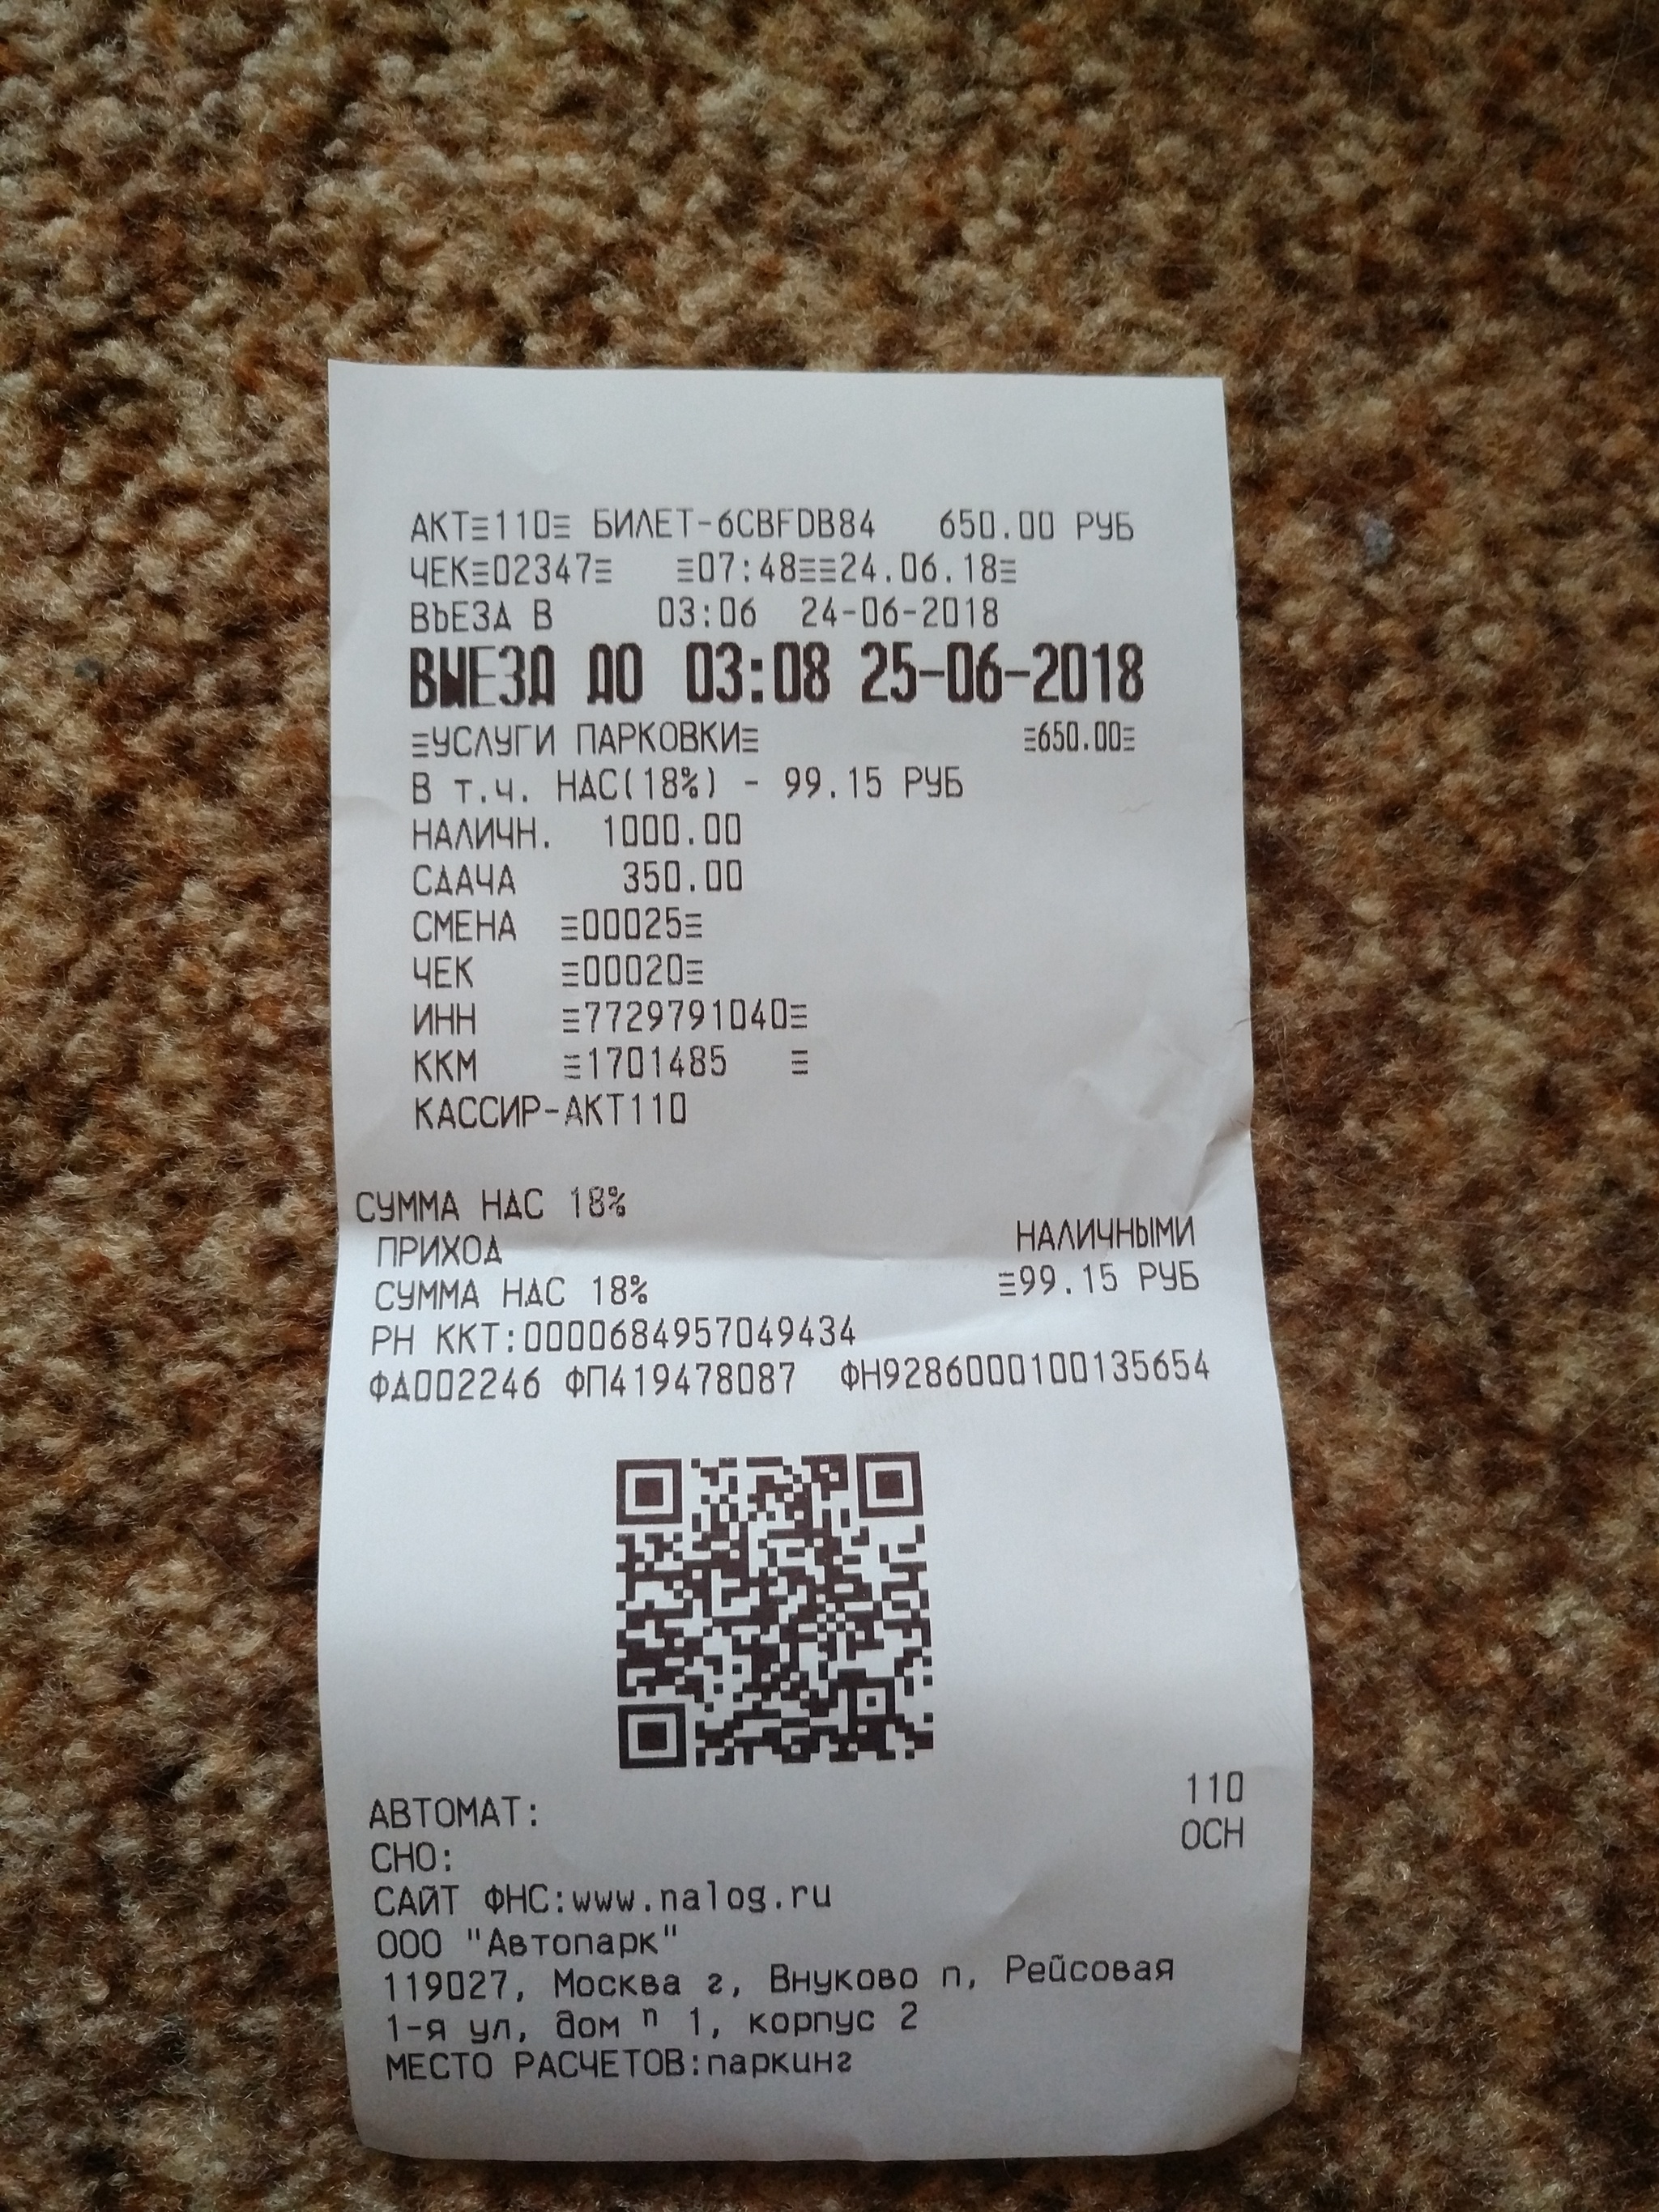 АКТ≡110≡ БИЛЕТ-6CBFDB84 650.00 РУБ
ЧЕК≡02347≡ ≡07:48≡≡24.06.18≡
ВЪЕЗД В 03:06 24-06-2018
ВЫЕЗД ДО 03:08 25-06-2018
≡УСЛУГИ ПАРКОВКИ≡ ≡650.00≡
В т.ч. НДС(18%) - 99.15 РУБ
НАЛИЧН. 1000.00
СДАЧА 350.00
СМЕНА ≡00025≡
ЧЕК ≡00020≡
ИНН ≡7729791040≡
ККМ ≡1701485 ≡
КАССИР-АКТ110
СУММА НДС 18%
ПРИХОД НАЛИЧНЫМИ
СУММА НДС 18% ≡99.15 РУБ
РН ККТ:0000684957049434
ФД002246 ФП419478087 ФН9286000100135654
АВТОМАТ: 110
СНО: ОСН
САЙТ ФНС:www.nalog.ru
ООО "Автопарк"
119027, Москва г, Внуково п, Рейсовая
1-я ул, дом п 1, корпус 2
МЕСТО РАСЧЕТОВ:паркинг